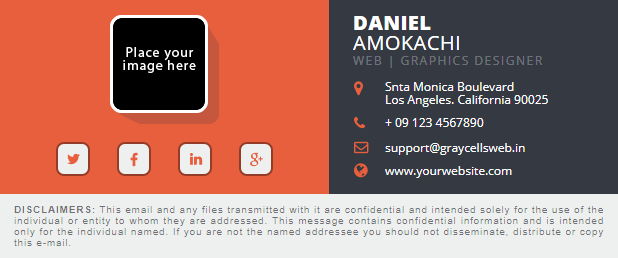 Place your
image here
DANIEL
AMOKACHI
WEB | GRAPHICS DESIGNER
Snta Monica Boulevard
Los Angeles. California 90025
+ 09 123 4567890
support@graycellsweb.in
www.yourwebsite.com
DISCLAIMERS: This email and any files transmitted with it are confidential and intended solely for the use of the
individual or entity to whom they are addressed. This message contains confidential information and is intended
only for the individual named. If you are not the named addressee you should not disseminate, distribute or copy
this e-mail.